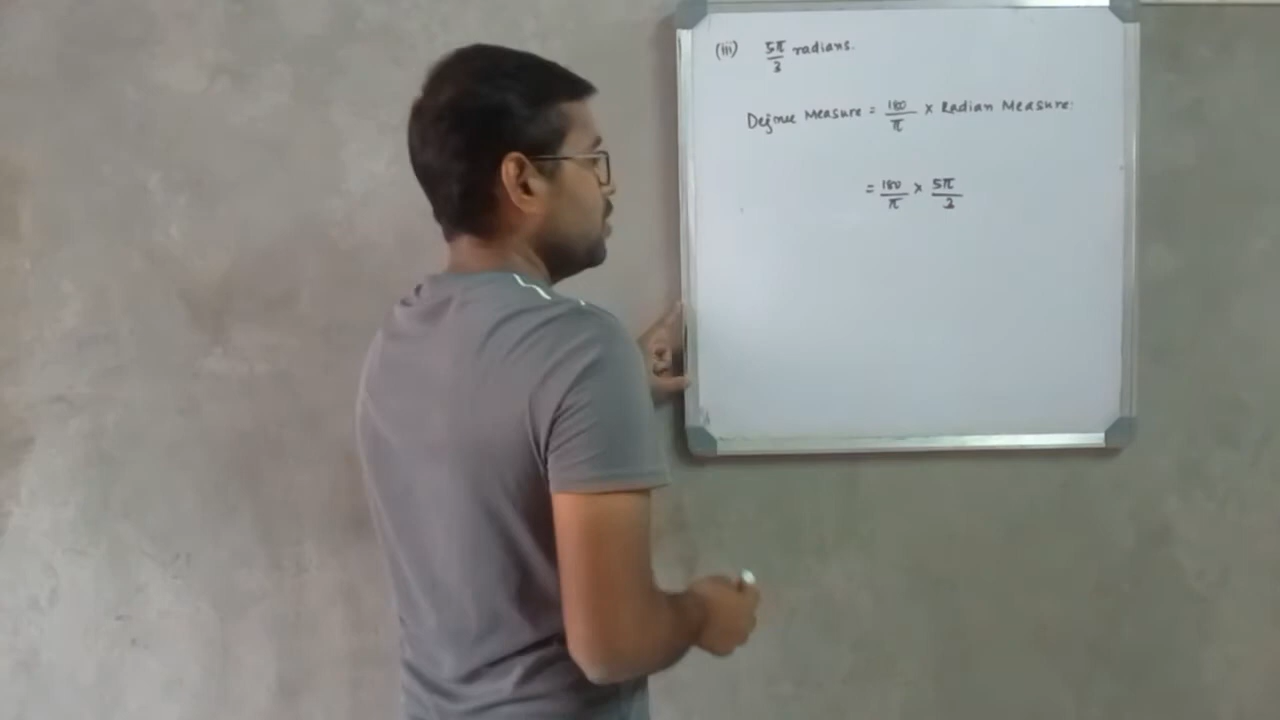 (iii) 5π/3 radians.
Degree Measure = 180/π × Radian Measure.
= 180/π × 5π/3